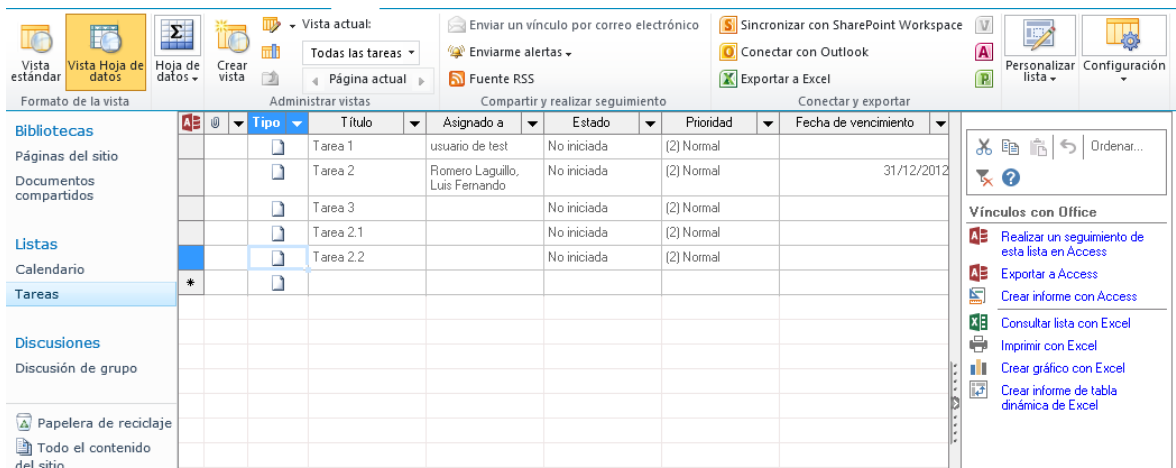 Vista estándar
Vista Hoja de datos
Hoja de datos
Crear vista
Vista actual:
Todas las tareas
Página actual
Enviar un vínculo por correo electrónico
Enviarme alertas
Fuente RSS
Sincronizar con SharePoint Workspace
Conectar con Outlook
Exportar a Excel
Personalizar lista
Configuración
Formato de la vista
Administrar vistas
Compartir y realizar seguimiento
Conectar y exportar
Bibliotecas
Páginas del sitio
Documentos
compartidos
Listas
Calendario
Tareas
Discusiones
Discusión de grupo
Papelera de reciclaje
Todo el contenido
del sitio
Tipo Título Asignado a Estado Prioridad Fecha de vencimiento
Tarea 1 usuario de test No iniciada (2) Normal
Tarea 2 Romero Laguillo, No iniciada (2) Normal 31/12/2012
Luis Fernando
Tarea 3 No iniciada (2) Normal
Tarea 2.1 No iniciada (2) Normal
Tarea 2.2 No iniciada (2) Normal
*
Ordenar...
Vínculos con Office
Realizar un seguimiento de
esta lista en Access
Exportar a Access
Crear informe con Access
Consultar lista con Excel
Imprimir con Excel
Crear gráfico con Excel
Crear informe de tabla
dinámica de Excel